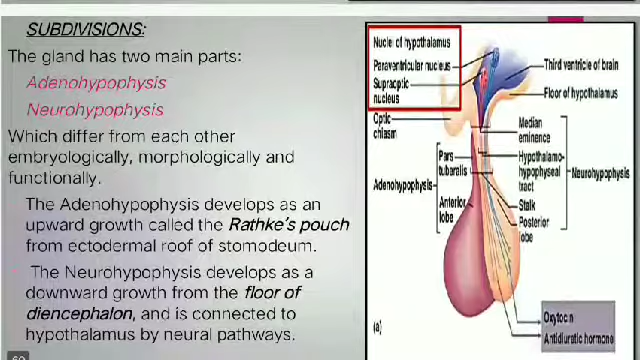 SUBDIVISIONS:
The gland has two main parts:
Adenohypophysis
Neurohypophysis
Which differ from each other
embryologically, morphologically and
functionally.
The Adenohypophysis develops as an
upward growth called the Rathke's pouch
from ectodermal roof of stomodeum.
The Neurohypophysis develops as a
downward growth from the floor of
diencephalon, and is connected to
hypothalamus by neural pathways.
Nuclei of hypothalamus
Paraventricular nucleus
Supraoptic
nucleus
Optic
chiasm
Pars
tuberalis
Adenohypophysis
Anterior
lobe
(a)
Third ventricle of brain
Floor of hypothalamus
Median
eminence
Hypothalamo-
hypophyseal
tract
Neurohypophysis
Stalk
Posterior
lobe
Oxytocin
Antidiuratic hormone